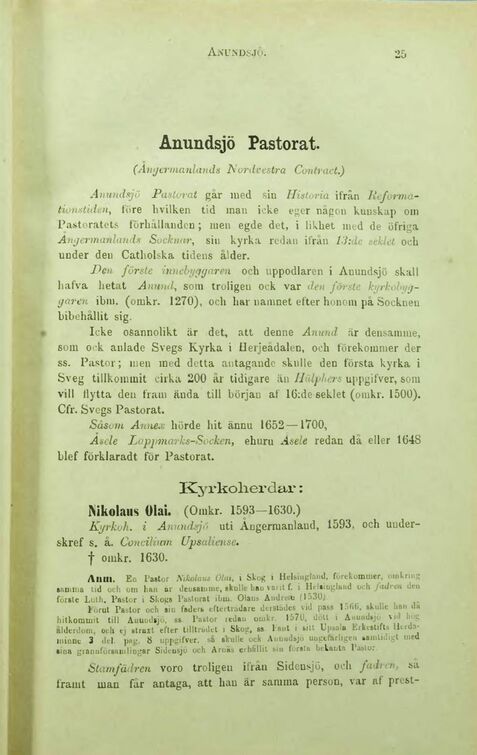 ANUNDSJÖ. 25
Anundsjö Pastorat.
(Ångermanlands Nordvestra Contract.)
Anundsjö Pastorat går med sin Historia ifrån Reforma-
tionstiden, före hvilken tid man icke eger någon kunskap om
Pastoratets förhållanden; men egde det, i likhet med de öfriga
Ångermanlands Socknar, sin kyrka redan ifrån 13:de seklet och
under den Catholska tidens ålder.
Den förste innebyggaren och uppodlaren i Anundsjö skall
hafva hetat Anund, som troligen ock var den förste kyrkobyg-
garen ibm. (omkr. 1270), och har namnet efter honom på Socknen
bibehållit sig.
Icke osannolikt är det, att denne Anund är densamme,
som ock anlade Svegs Kyrka i Herjeådalen, och förekommer der
ss. Pastor; men med detta antagande skulle den första kyrka i
Sveg tillkommit cirka 200 år tidigare än Hülphers uppgifver, som
vill flytta den fram ända till början af 16:de seklet (omkr. 1500).
Cfr. Svegs Pastorat.
Såsom Annex hörde hit ännu 1652—1700,
Åsele Lappmarks-Socken, ehuru Åsele redan då eller 1648
blef förklaradt för Pastorat.
Kyrkoherdar:
Nikolaus Olai. (Omkr. 1593—1630.)
Kyrkoh. i Anundsjö uti Ångermanland, 1593, och under-
skref s. å. Concilium Upsaliense.
† omkr. 1630.
Anm. En Pastor Nikolaus Olai, i Skog i Helsingland, förekommer, omkring
samma tid och om han är densamme, skulle han varit f. i Helsingland och fadren den
förste Luth. Pastor i Skogs Pastorat ibm. Olaus Andreæ (1530)
Förut Pastor och sin faders efterträdare derstädes vid pass 1566, skulle han då
hitkommit till Anundsjö, ss. Pastor redan omkr. 1570, dött i Anundsjö vid hög
ålderdom, och ej straxt efter tillträdet i Skog, ss. Fant i sitt Upsala Erkestifts Herda-
minne 3 del. pag. 8 uppgifver, så skulle ock Anundsjö ungefärligen samtidigt med
sina grannförsamlingar Sidensjö och Arnäs erhållit sin första bekanta Pastor.
Stamfädren voro troligen ifrån Sidensjö, och fadren, så
framt man får antaga, att han är samma person, var af prest-